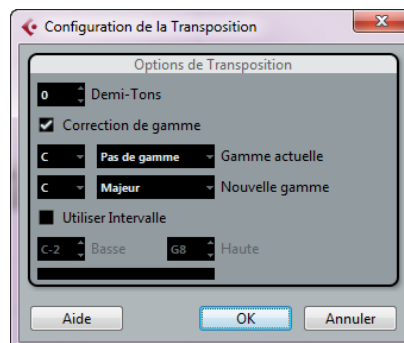 Configuration de la Transposition
Options de Transposition
0 Demi-Tons
Correction de gamme
C Pas de gamme Gamme actuelle
C Majeur Nouvelle gamme
Utiliser Intervalle
C-2 Basse G8 Haute
Aide OK Annuler